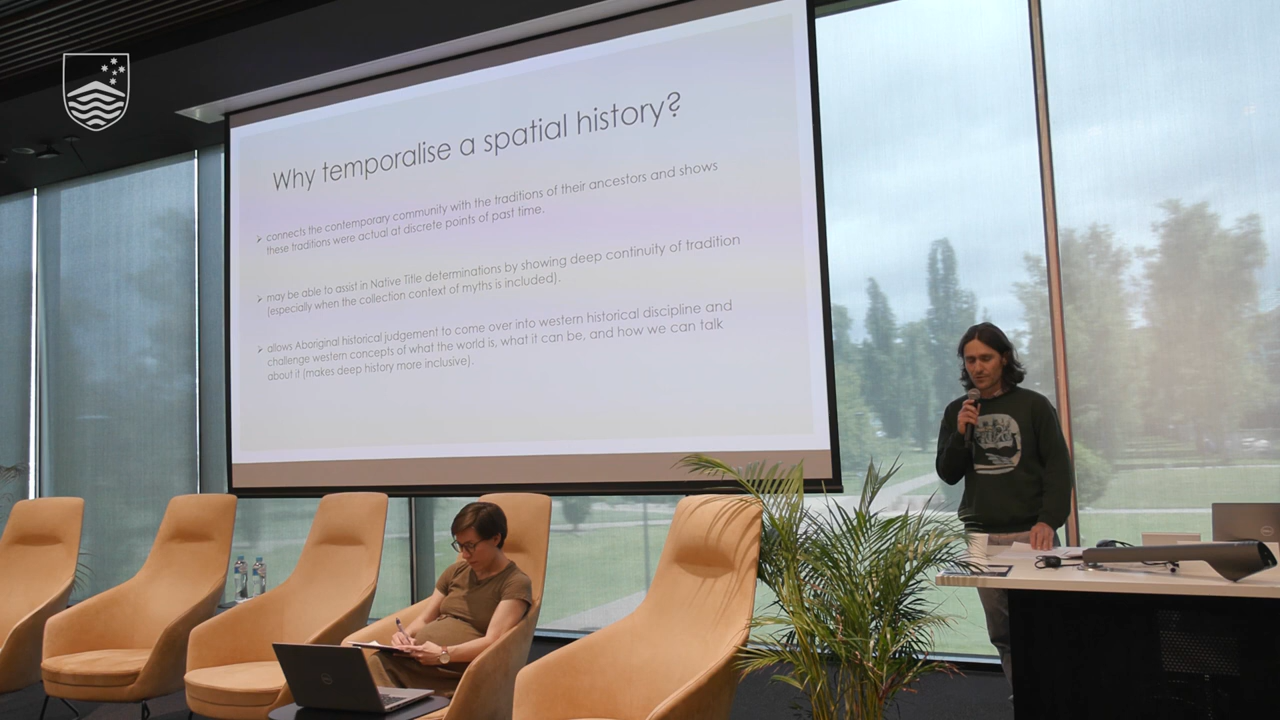 Why temporalise a spatial history?
connects the contemporary community with the traditions of their ancestors and shows
these traditions were actual at discrete points of past time.
may be able to assist in Native Title determinations by showing deep continuity of tradition
(especially when the collection context of myths is included).
allows Aboriginal historical judgement to come over into western historical discipline and
challenge western concepts of what the world is, what it can be, and how we can talk
about it (makes deep history more inclusive).